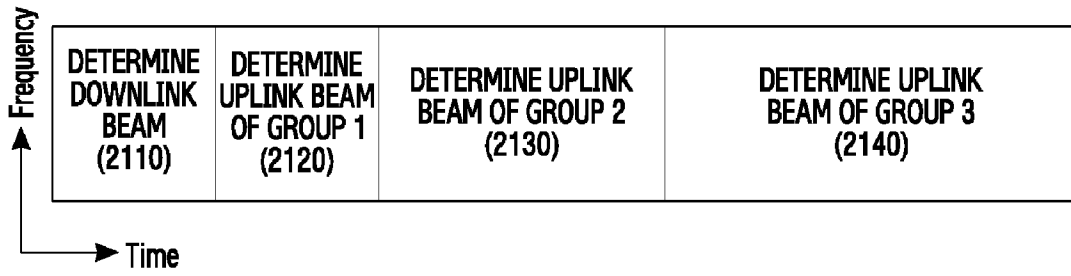 Frequency
DETERMINE
DOWNLINK
BEAM
(2110)
DETERMINE
UPLINK BEAM
OF GROUP 1
(2120)
DETERMINE UPLINK
BEAM OF GROUP 2
(2130)
DETERMINE UPLINK
BEAM OF GROUP 3
(2140)
Time